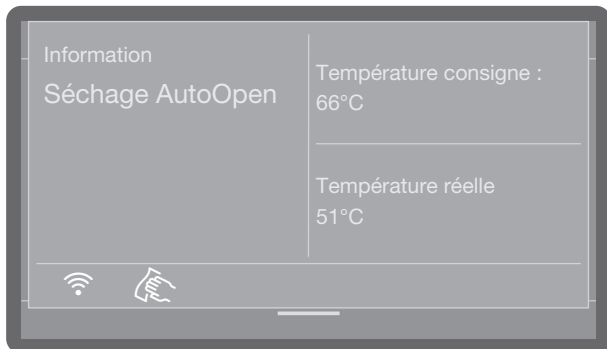 Information
Séchage AutoOpen
Température consigne :
66°C
Température réelle
51°C